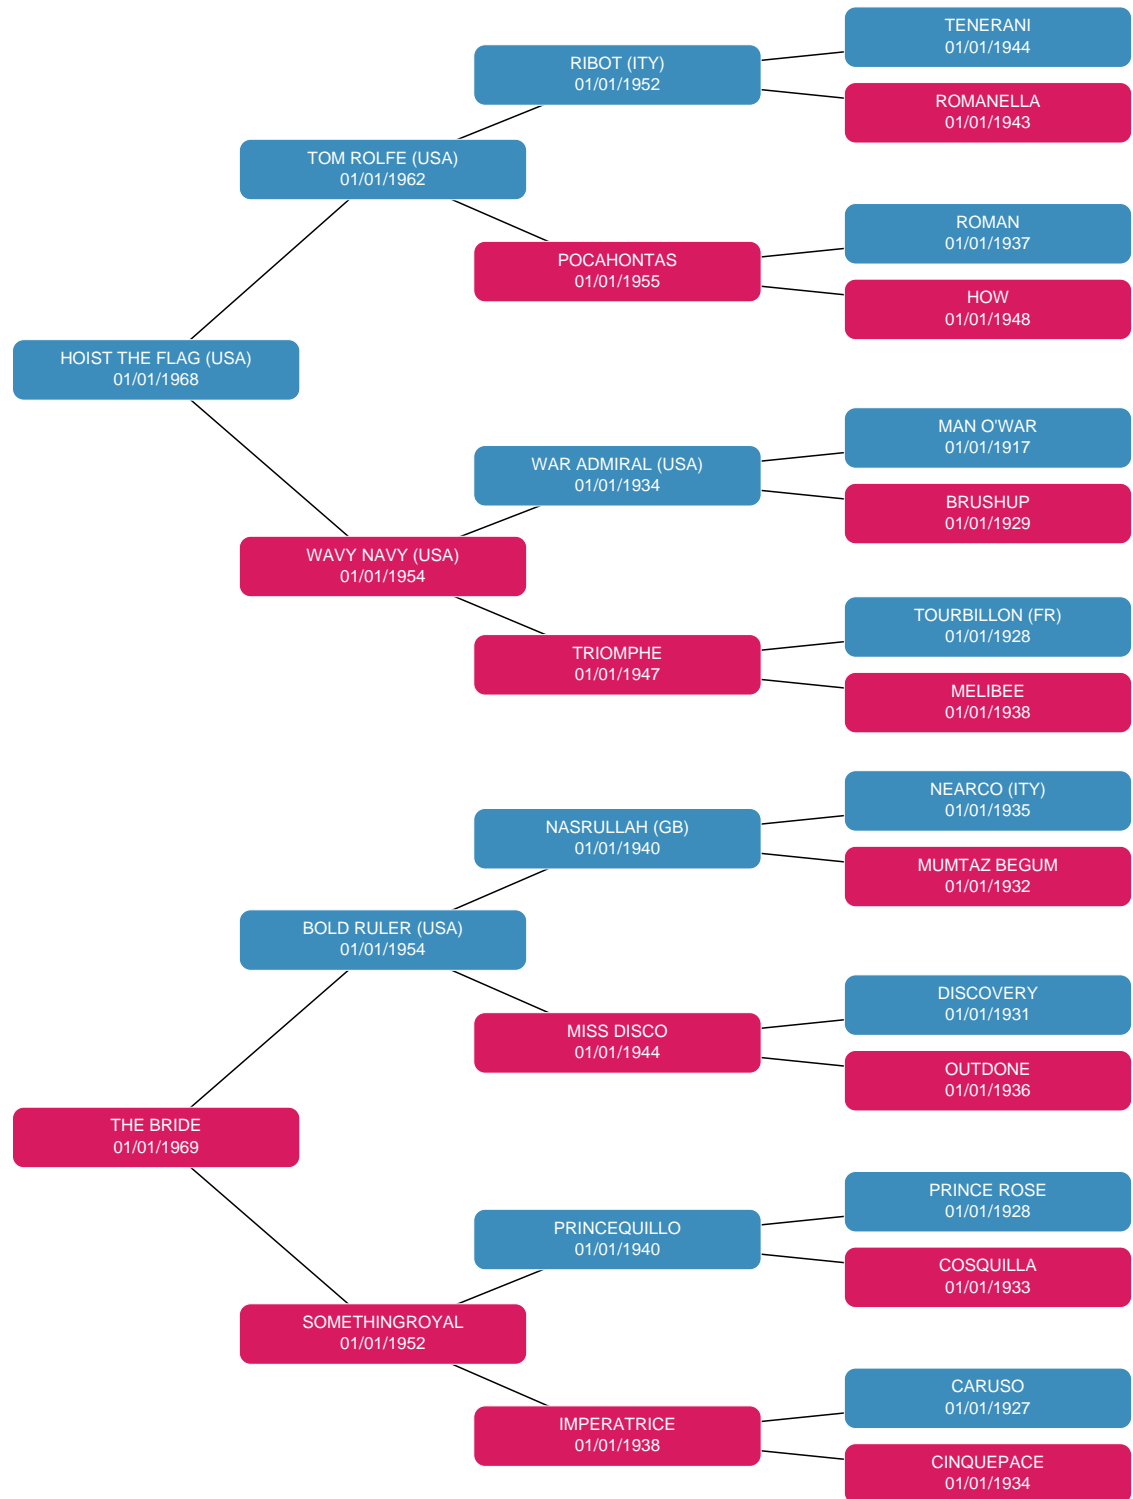 TENERANI
01/01/1944
RIBOT (ITY)
01/01/1952
ROMANELLA
01/01/1943
TOM ROLFE (USA)
01/01/1962
ROMAN
01/01/1937
POCAHONTAS
01/01/1955
HOW
01/01/1948
HOIST THE FLAG (USA)
01/01/1968
MAN O'WAR
01/01/1917
WAR ADMIRAL (USA)
01/01/1934
BRUSHUP
01/01/1929
WAVY NAVY (USA)
01/01/1954
TOURBILLON (FR)
01/01/1928
TRIOMPHE
01/01/1947
MELIBEE
01/01/1938
NEARCO (ITY)
01/01/1935
NASRULLAH (GB)
01/01/1940
MUMTAZ BEGUM
01/01/1932
BOLD RULER (USA)
01/01/1954
DISCOVERY
01/01/1931
MISS DISCO
01/01/1944
OUTDONE
01/01/1936
THE BRIDE
01/01/1969
PRINCE ROSE
01/01/1928
PRINCEQUILLO
01/01/1940
COSQUILLA
01/01/1933
SOMETHINGROYAL
01/01/1952
CARUSO
01/01/1927
IMPERATRICE
01/01/1938
CINQUEPACE
01/01/1934